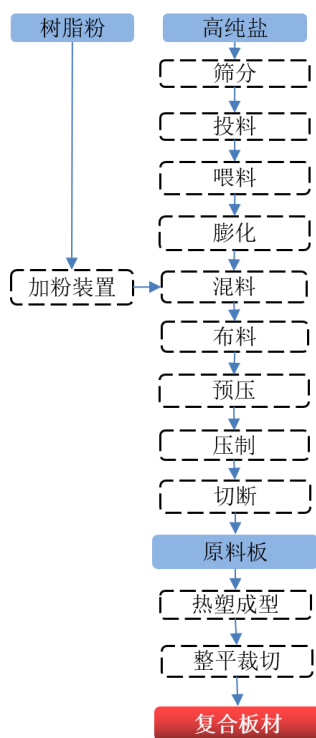 树脂粉
高纯盐
筛分
投料
喂料
膨化
加粉装置
混料
布料
预压
压制
切断
原料板
热塑成型
整平裁切
复合板材